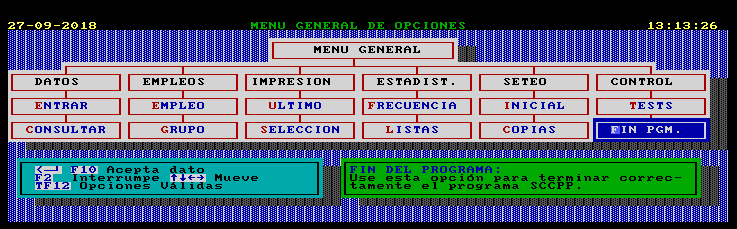 27-09-2018 MENU GENERAL DE OPCIONES 13:13:26
MENU GENERAL
DATOS EMPLEOS IMPRESION ESTADIST. SETEO CONTROL
ENTRAR EMPLEO ULTIMO FRECUENCIA INICIAL TESTS
CONSULTAR GRUPO SELECCION LISTAS COPIAS FIN PGM.
F10 Acepta dato
F2 Interrumpe ↑↓←→ Mueve
TF12 Opciones Válidas
FIN DEL PROGRAMA:
Use esta opción para terminar correc-
tamente el programa SCCPP.